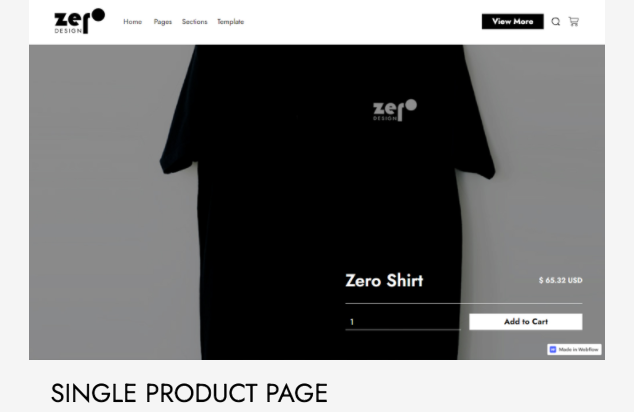 zero
DESIGN
Home Pages Sections Template
View More
zero
DESIGN
Zero Shirt
$ 65.32 USD
1
Add to Cart
Made in Webflow
SINGLE PRODUCT PAGE